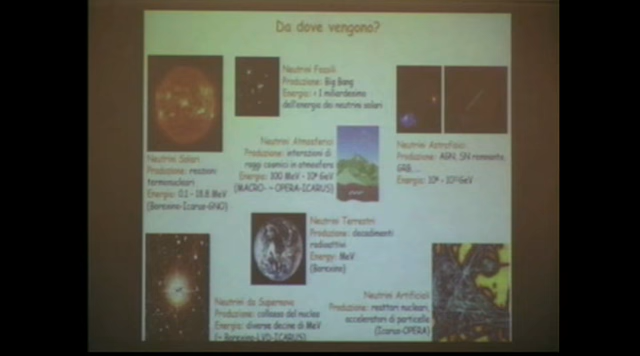 Da dove vengono?
Neutrini Fossili
Produzione: Big Bang
Energia: < 1 miliardesimo
dell'energia dei neutrini solari
Neutrini Solari
Produzione: reazioni
termonucleari
Energia: 0.1 - 18.8 MeV
(Borexino-Icarus-GNO)
Neutrini Atmosferici
Produzione: interazioni di
raggi cosmici in atmosfera
Energia: 100 MeV - GeV
(MACRO- OPERA-ICARUS)
Neutrini Astrofisici
Produzione: AGN, SN remnants,
GRB, ...
Energia: GeV
Neutrini Terrestri
Produzione: decadimenti
radioattivi
Energy: MeV
(Borexino)
Neutrini da Supernova
Produzione: collasso del nucleo
Energia: diverse decine di MeV
Borexino-LVD-ICARUS)
Neutrini Artificiali
Produzione: reattori nucleari,
acceleratori di particelle
(Icarus-OPERA)